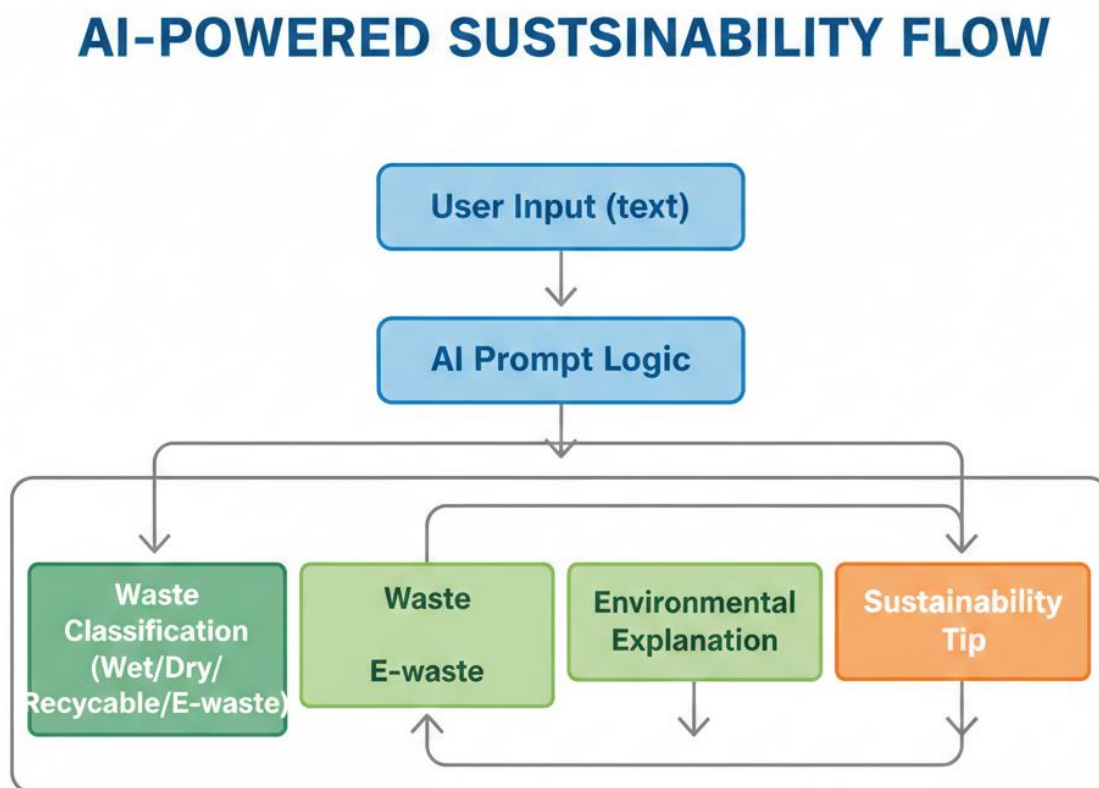 AI-POWERED SUSTSINABILITY FLOW
User Input (text)
AI Prompt Logic
Waste
Classification
(Wet/Dry/
Recycable/E-waste)
Waste
E-waste
Environmental
Explanation
Sustainability
Tip